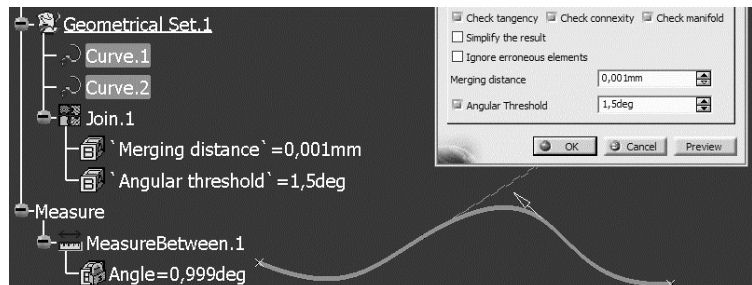 Geometrical Set.1
Curve.1
Curve.2
Join.1
`Merging distance`=0,001mm
`Angular threshold`=1,5deg
Measure
MeasureBetween.1
Angle=0,999deg
Check tangency Check connexity Check manifold
Simplify the result
Ignore erroneous elements
Merging distance 0,001mm
Angular Threshold 1,5deg
OK Cancel Preview